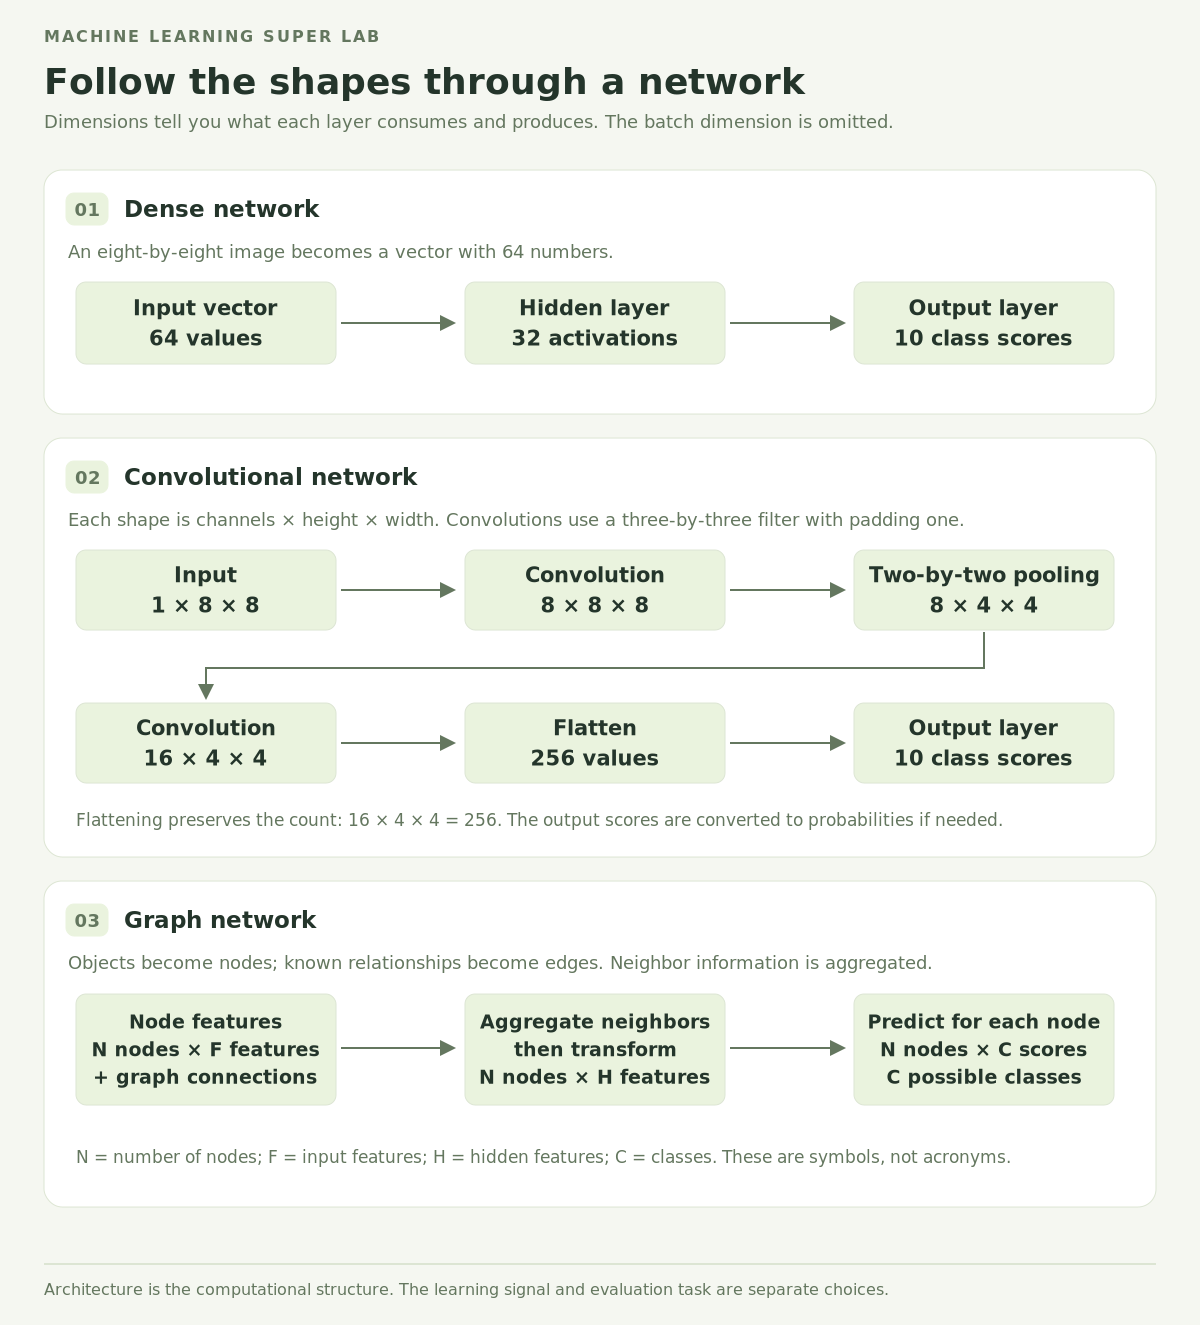 MACHINE LEARNING SUPER LAB
Follow the shapes through a network
Dimensions tell you what each layer consumes and produces. The batch dimension is omitted.
01 Dense network
An eight-by-eight image becomes a vector with 64 numbers.
Input vector
64 values
Hidden layer
32 activations
Output layer
10 class scores
02 Convolutional network
Each shape is channels × height × width. Convolutions use a three-by-three filter with padding one.
Input
1 × 8 × 8
Convolution
8 × 8 × 8
Two-by-two pooling
8 × 4 × 4
Convolution
16 × 4 × 4
Flatten
256 values
Output layer
10 class scores
Flattening preserves the count: 16 × 4 × 4 = 256. The output scores are converted to probabilities if needed.
03 Graph network
Objects become nodes; known relationships become edges. Neighbor information is aggregated.
Node features
N nodes × F features
+ graph connections
Aggregate neighbors
then transform
N nodes × H features
Predict for each node
N nodes × C scores
C possible classes
N = number of nodes; F = input features; H = hidden features; C = classes. These are symbols, not acronyms.
Architecture is the computational structure. The learning signal and evaluation task are separate choices.